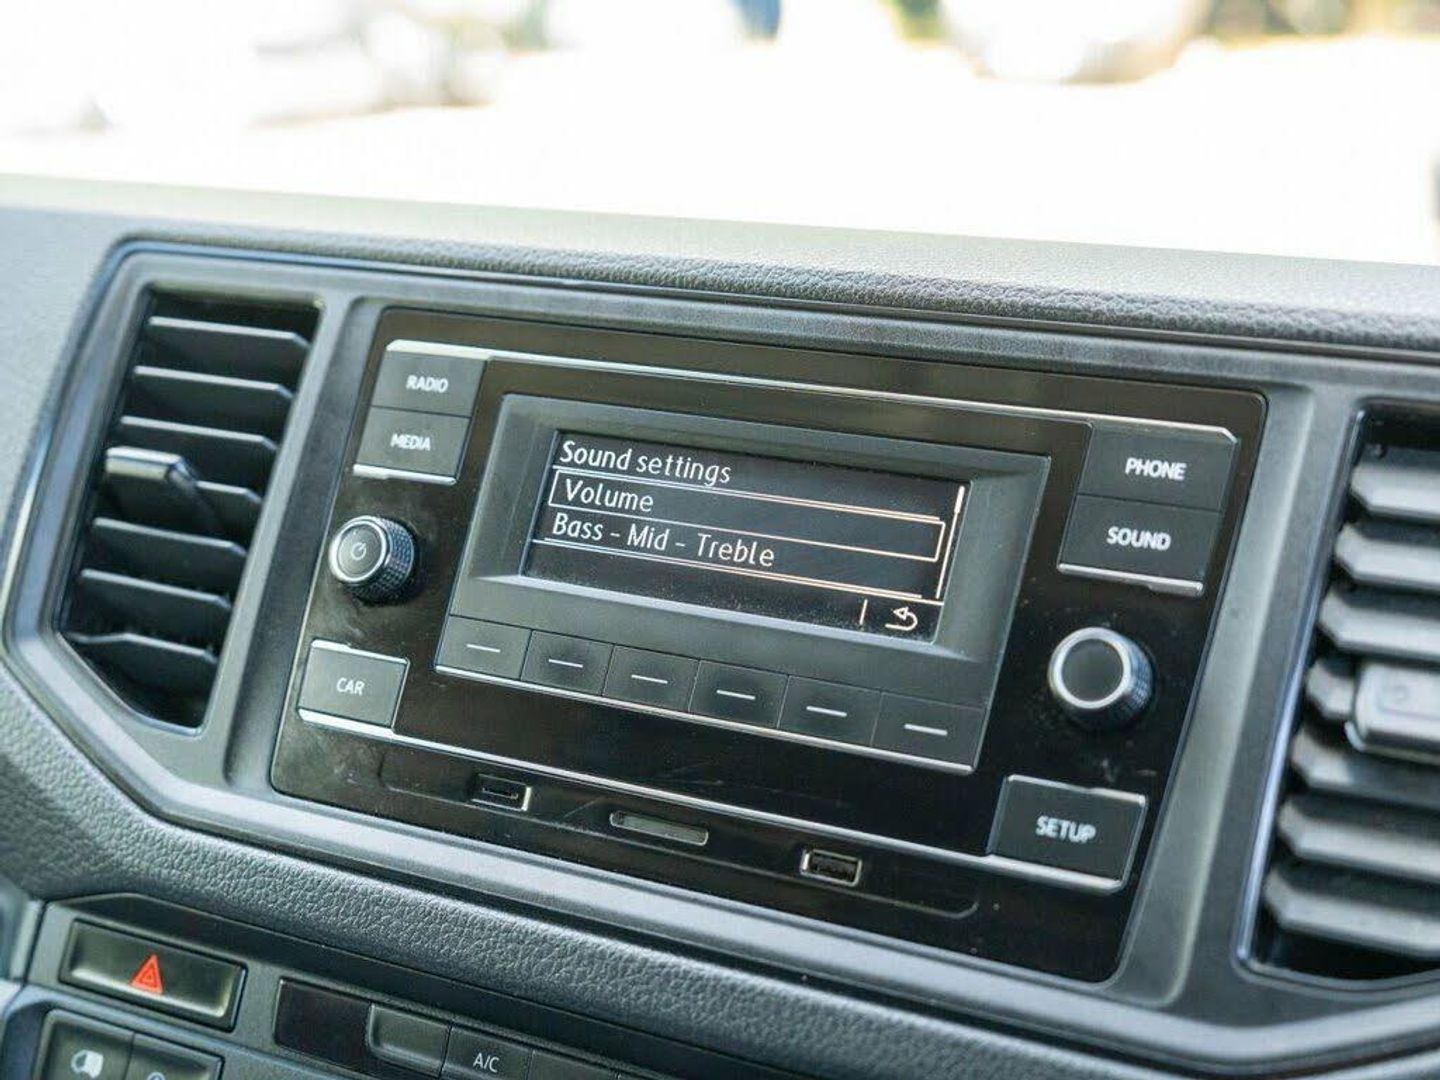 RADIO
MEDIA
Sound settings
Volume
Bass - Mid - Treble
PHONE
SOUND
CAR
SETUP
A/C